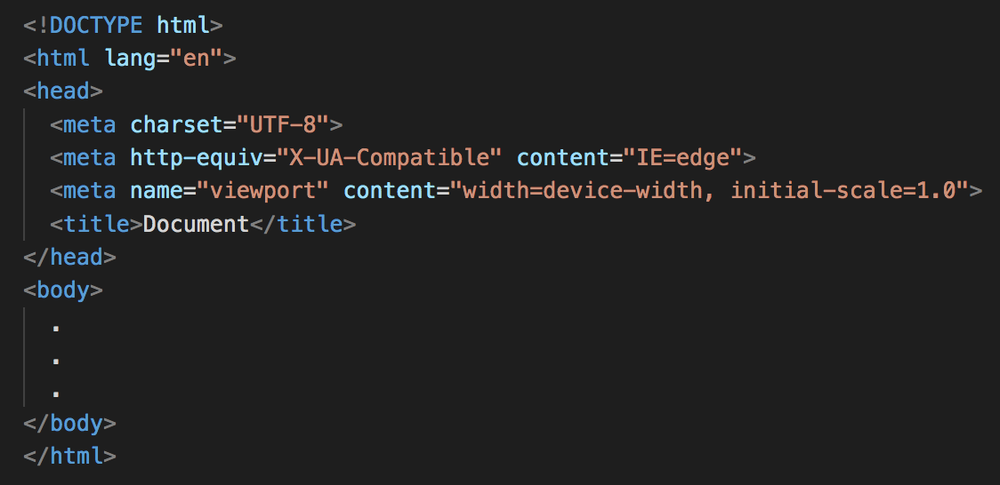 <!DOCTYPE html>
<html lang="en">
<head>
  <meta charset="UTF-8">
  <meta http-equiv="X-UA-Compatible" content="IE=edge">
  <meta name="viewport" content="width=device-width, initial-scale=1.0">
  <title>Document</title>
</head>
<body>
  .
  .
  .
</body>
</html>